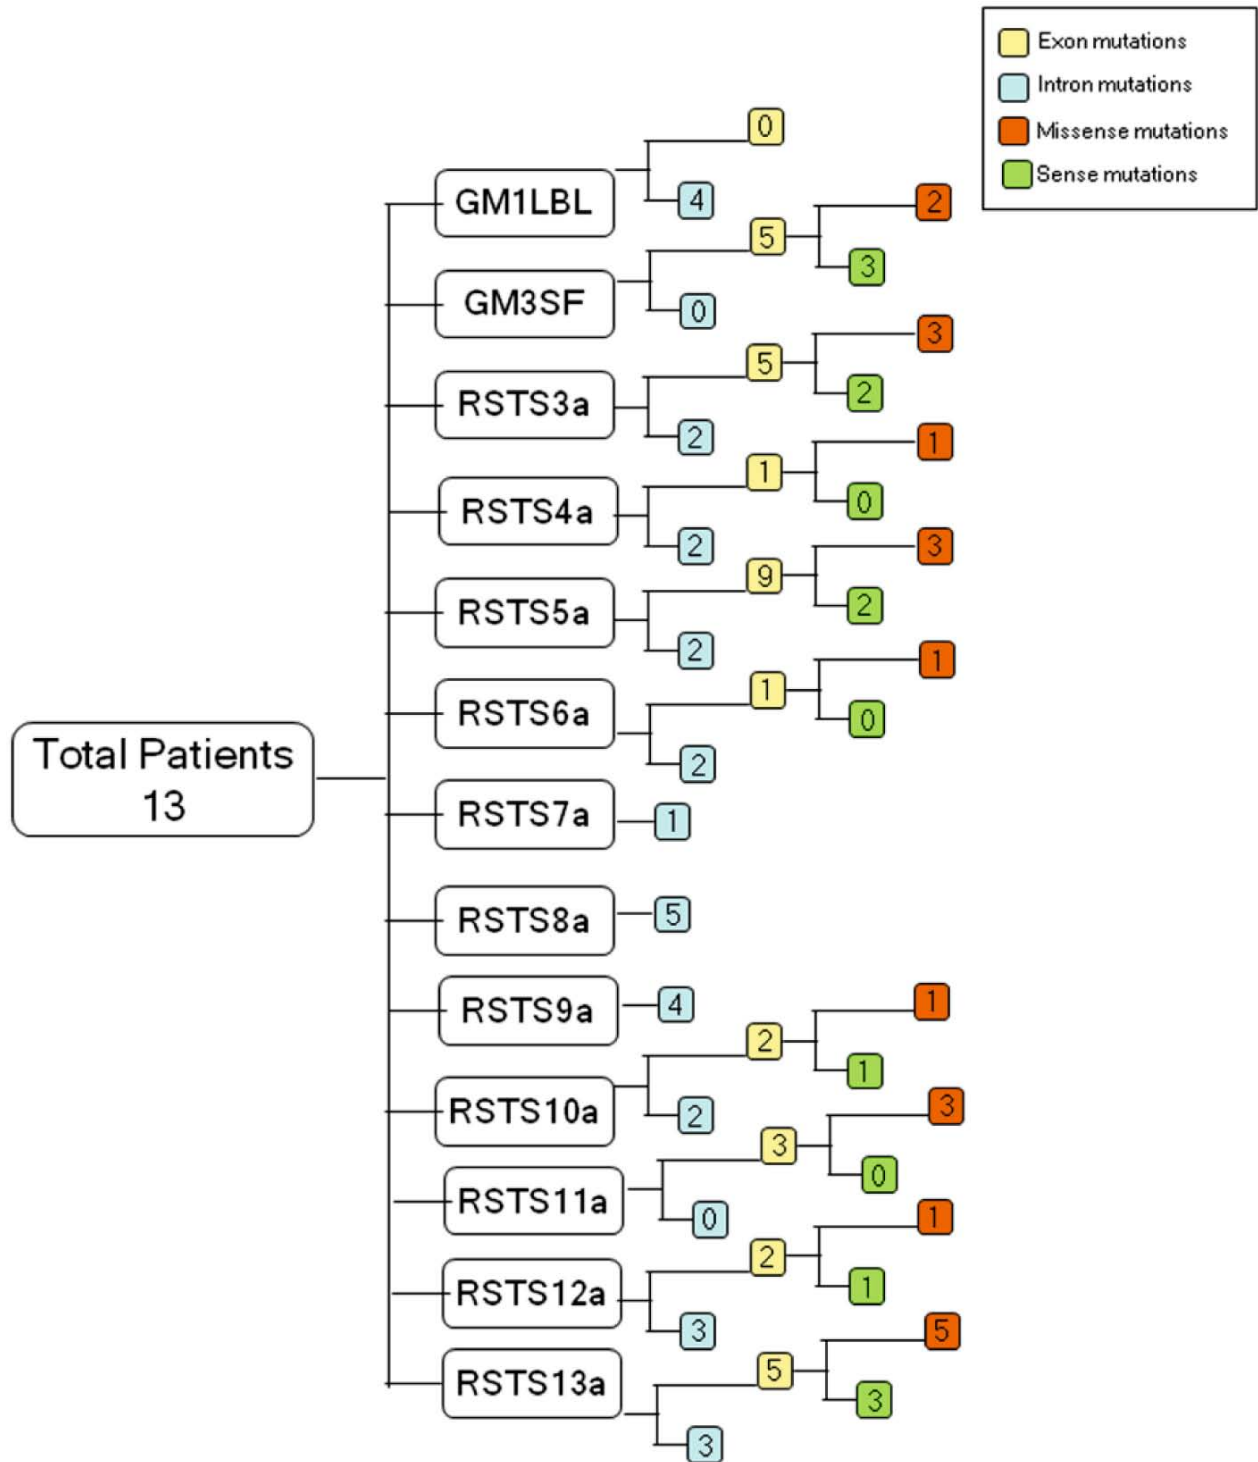 Exon mutations
Intron mutations
Missense mutations
Sense mutations
Total Patients
13
GM1LBL
0
4
GM3SF
5
0
2
3
RSTS3a
5
2
3
2
RSTS4a
1
2
1
0
RSTS5a
9
2
3
2
RSTS6a
1
2
1
0
RSTS7a
1
RSTS8a
5
RSTS9a
4
RSTS10a
2
2
1
1
RSTS11a
3
0
3
0
RSTS12a
2
3
1
1
RSTS13a
5
3
5
3